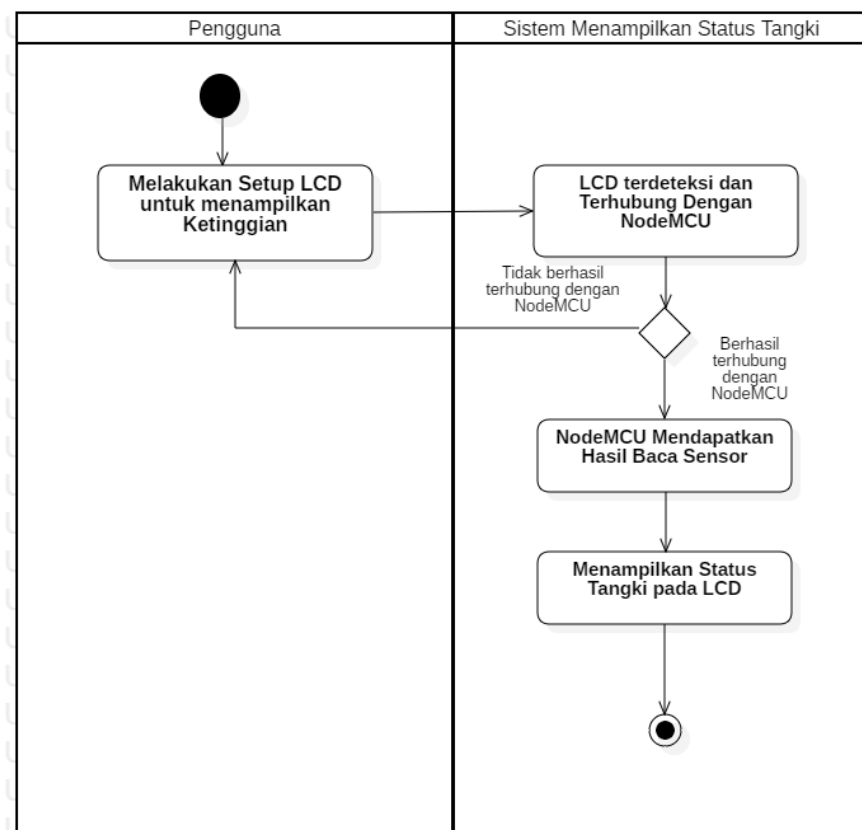 Pengguna
Sistem Menampilkan Status Tangki
Melakukan Setup LCD
untuk menampilkan
Ketinggian
LCD terdeteksi dan
Terhubung Dengan
NodeMCU
Tidak berhasil
terhubung dengan
NodeMCU
Berhasil
terhubung
dengan
NodeMCU
NodeMCU Mendapatkan
Hasil Baca Sensor
Menampilkan Status
Tangki pada LCD